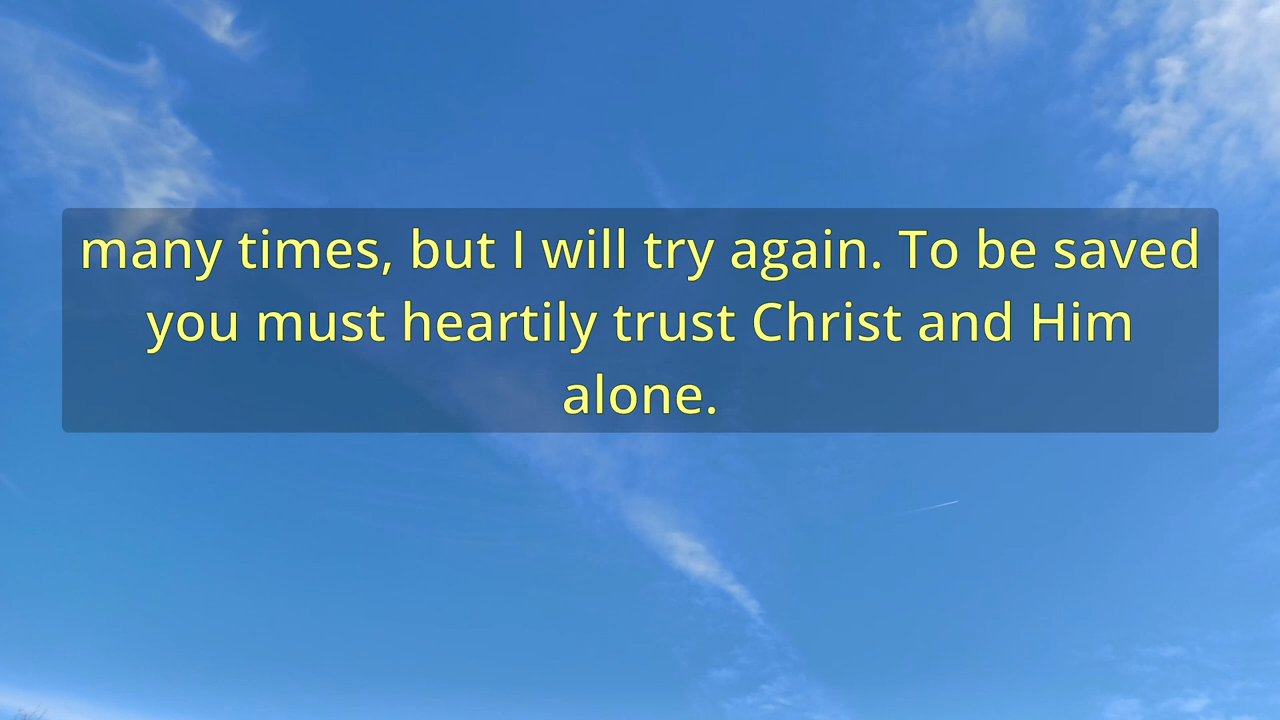 many times, but I will try again. To be saved
you must heartily trust Christ and Him
alone.